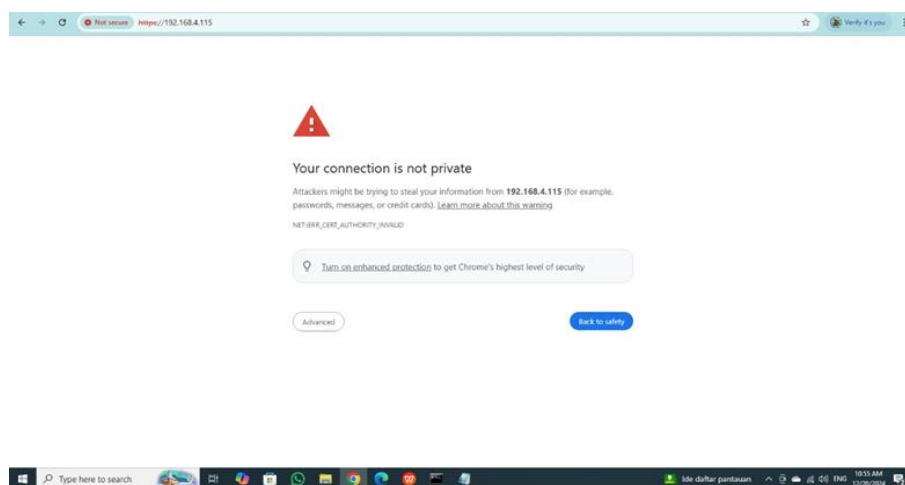 Not secure https://192.168.4.115
Verify it's you
Your connection is not private
Attackers might be trying to steal your information from 192.168.4.115 (for example,
passwords, messages, or credit cards). Learn more about this warning
NET::ERR_CERT_AUTHORITY_INVALID
Turn on enhanced protection to get Chrome's highest level of security
Advanced
Back to safety
Type here to search
Ide daftar pantauan
ENG
10:55 AM
12/20/2024